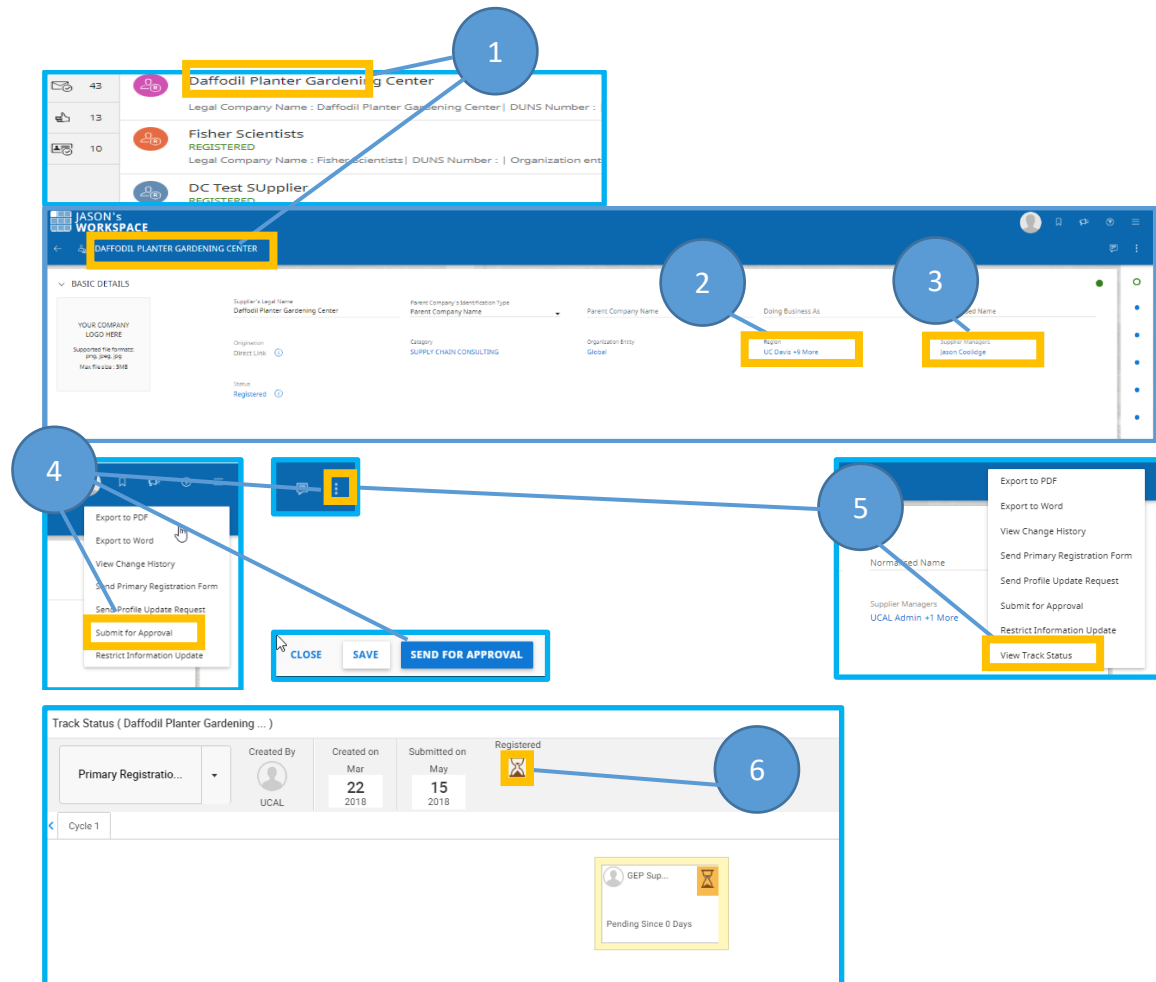 1
43
Daffodil Planter Gardening Center
Legal Company Name : Daffodil Planter Gardening Center| DUNS Number :
13
Fisher Scientists
REGISTERED
10
Legal Company Name : Fisher Scientists| DUNS Number : | Organization ent
DC Test SUpplier
REGISTERED
JASON's
WORKSPACE
DAFFODIL PLANTER GARDENING CENTER
2
3
BASIC DETAILS
YOUR COMPANY
LOGO HERE
Supported file formats:
png, jpeg, jpg
Max file size : 5MB
Supplier's Legal Name
Daffodil Planter Gardening Center
Parent Company's Identification Type
Parent Company Name
Parent Company Name
Doing Business As
Name
Origination
Direct Link
Category
SUPPLY CHAIN CONSULTING
Organization Entity
Global
Region
UC Davis +9 More
Supplier Managers
Jason Coolidge
Status
Registered
4
Export to PDF
Export to Word
View Change History
Send Primary Registration Form
Send Profile Update Request
Submit for Approval
Restrict Information Update
CLOSE SAVE SEND FOR APPROVAL
5
Normalized Name
Supplier Managers
UCAL Admin +1 More
Export to PDF
Export to Word
View Change History
Send Primary Registration Form
Send Profile Update Request
Submit for Approval
Restrict Information Update
View Track Status
Track Status ( Daffodil Planter Gardening ... )
Primary Registratio...
Created By
UCAL
Created on
Mar
22
2018
Submitted on
May
15
2018
Registered
6
Cycle 1
GEP Sup...
Pending Since 0 Days